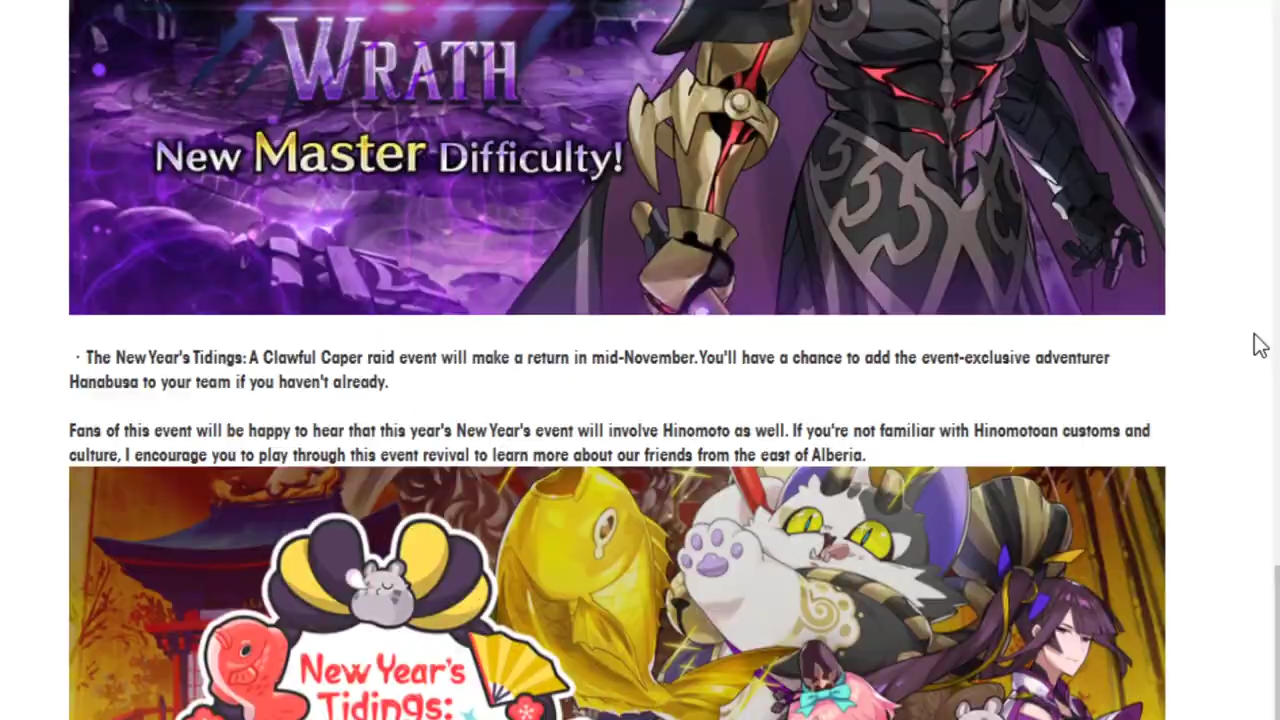 WRATH
New Master Difficulty!
· The New Year's Tidings: A Clawful Caper raid event will make a return in mid-November. You'll have a chance to add the event-exclusive adventurer
Hanabusa to your team if you haven't already.
Fans of this event will be happy to hear that this year's New Year's event will involve Hinomoto as well. If you're not familiar with Hinomotoan customs and
culture, I encourage you to play through this event revival to learn more about our friends from the east of Alberia.
New Year's
Tidings: